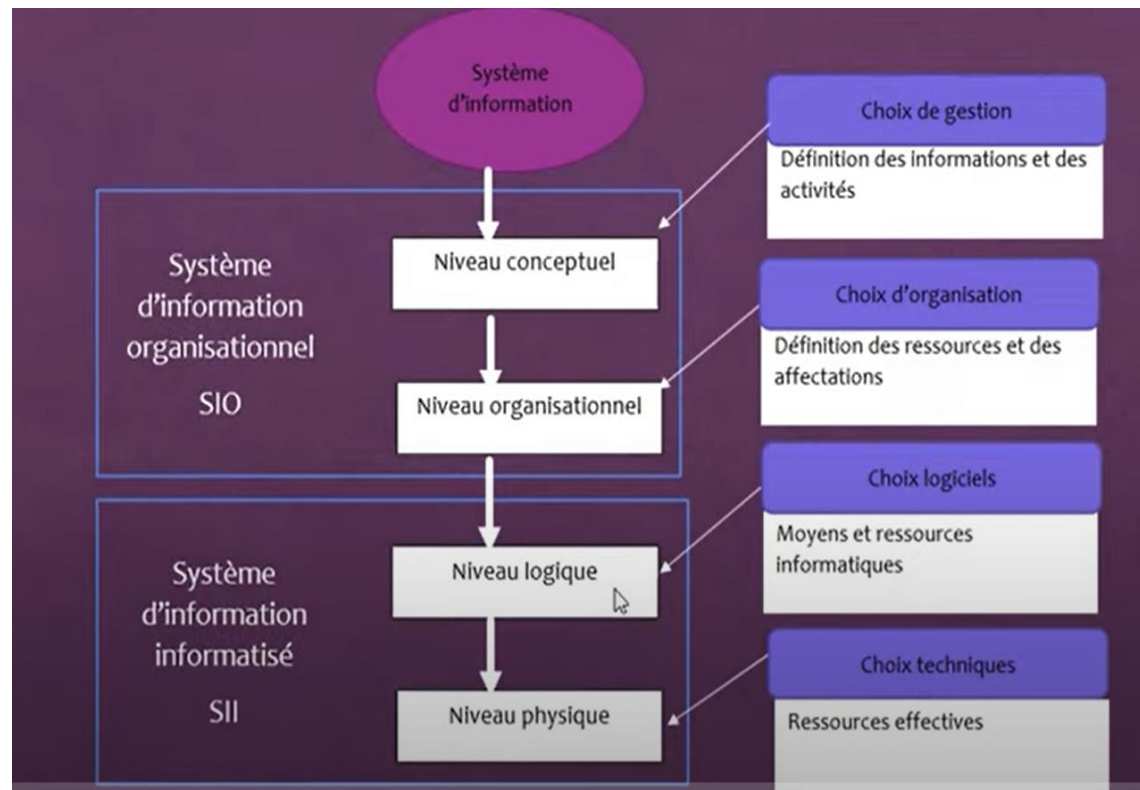 Système
d'information
Choix de gestion
Définition des informations et des
activités
Système
d'information
organisationnel
SIO
Niveau conceptuel
Choix d'organisation
Définition des ressources et des
affectations
Niveau organisationnel
Choix logiciels
Moyens et ressources
informatiques
Système
d'information
informatisé
SII
Niveau logique
Choix techniques
Ressources effectives
Niveau physique